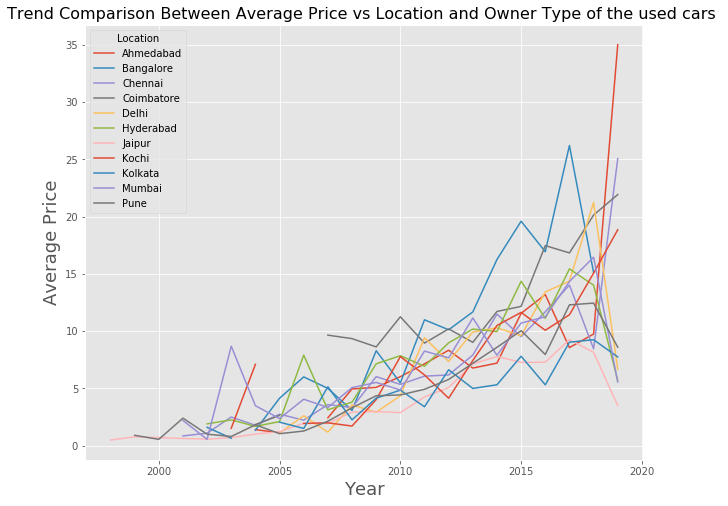 Trend Comparison Between Average Price vs Location and Owner Type of the used cars
Location
Ahmedabad
Bangalore
Chennai
Coimbatore
Delhi
Hyderabad
Jaipur
Kochi
Kolkata
Mumbai
Pune
35
30
25
20
15
10
5
0
Average Price
2000
2005
2010
2015
2020
Year